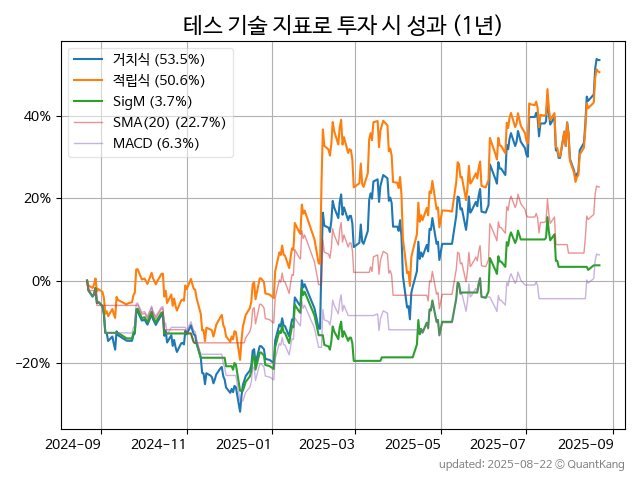 테스 기술 지표로 투자 시 성과 (1년)
거치식 (53.5%)
적립식 (50.6%)
SigM (3.7%)
SMA(20) (22.7%)
MACD (6.3%)
40%
20%
0%
−20%
2024−09
2024−11
2025−01
2025−03
2025−05
2025−07
2025−09
updated: 2025-08-22 © QuantKang